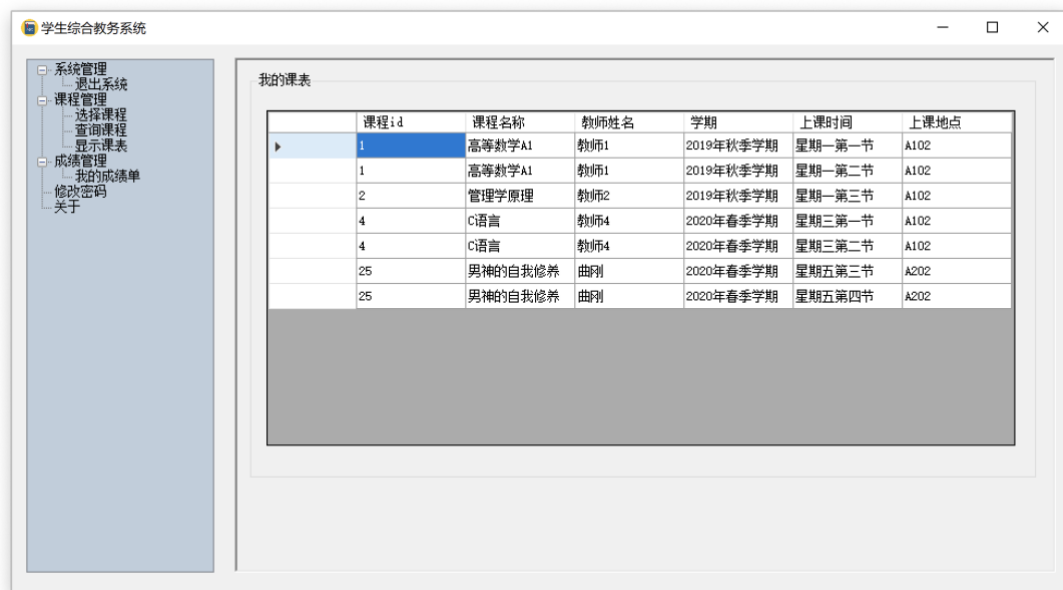 学生综合教务系统
系统管理
退出系统
课程管理
选择课程
查询课程
显示课表
成绩管理
我的成绩单
修改密码
关于
我的课表
课程id 课程名称 教师姓名 学期 上课时间 上课地点
1 高等数学A1 教师1 2019年秋季学期 星期一第一节 A102
1 高等数学A1 教师1 2019年秋季学期 星期一第二节 A102
2 管理学原理 教师2 2019年秋季学期 星期一第三节 A102
4 C语言 教师4 2020年春季学期 星期三第一节 A102
4 C语言 教师4 2020年春季学期 星期三第二节 A102
25 男神的自我修养 曲刚 2020年春季学期 星期五第三节 A202
25 男神的自我修养 曲刚 2020年春季学期 星期五第四节 A202